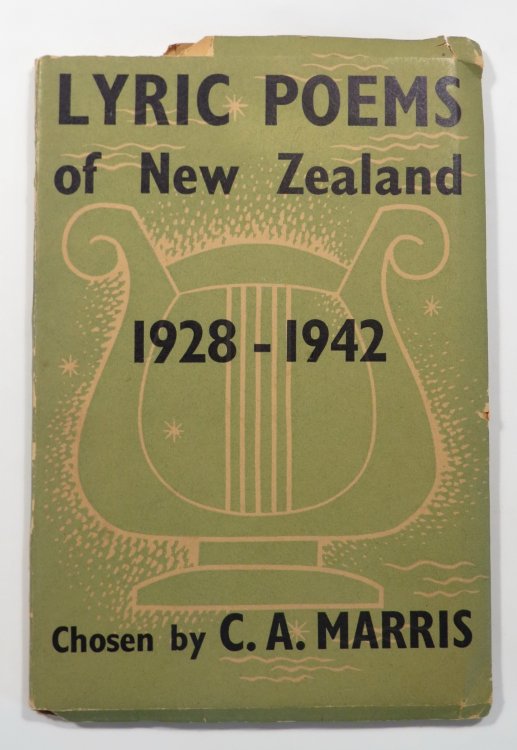 LYRIC POEMS
of New Zealand
1928 - 1942
Chosen by C. A. MARRIS